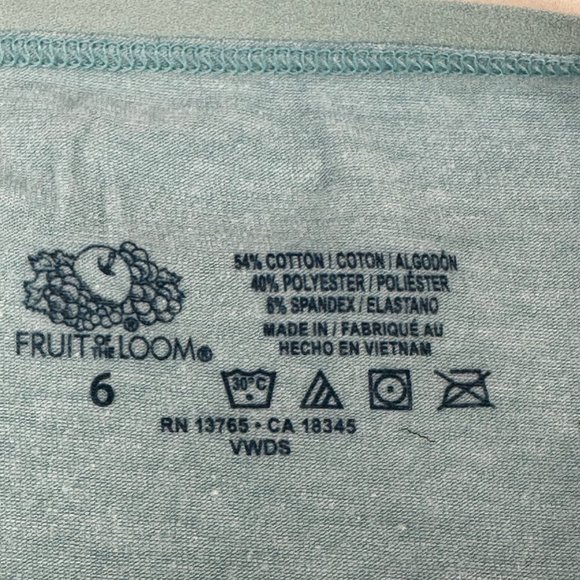 54% COTTON / COTON / ALGODÓN
40% POLYESTER / POLIÉSTER
6% SPANDEX / ELASTANO
MADE IN / FABRIQUÉ AU
HECHO EN VIETNAM
FRUIT OF THE LOOM®
6
30°C
RN 13765 • CA 18345
VWDS